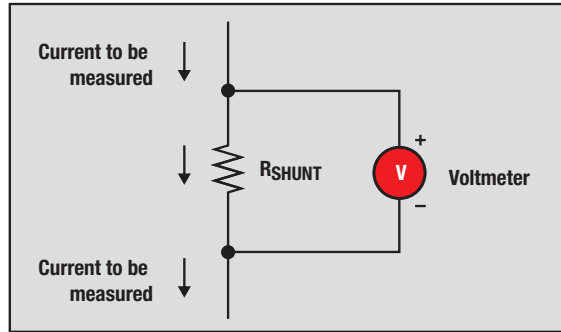 Current to be
measured
+
RSHUNT
V
Voltmeter
−
Current to be
measured